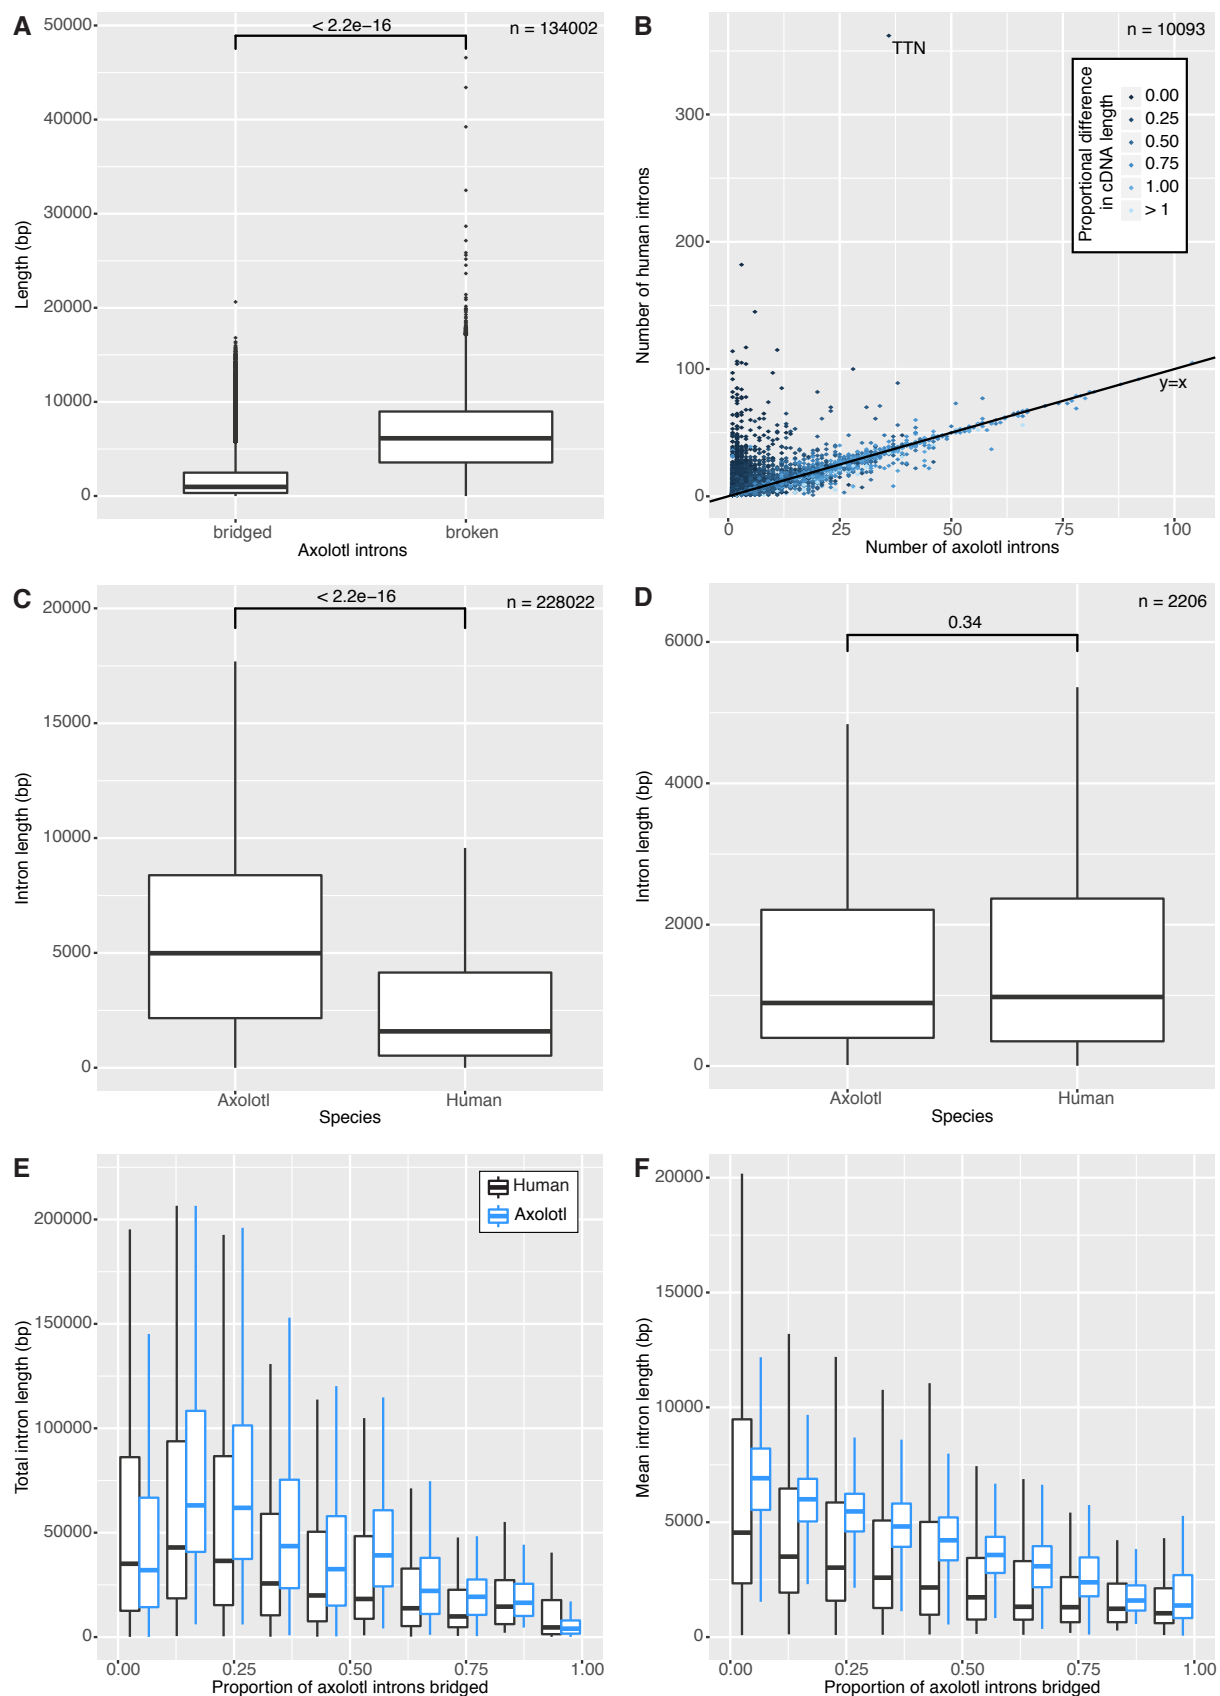 A
50000
40000
30000
20000
10000
0
Length (bp)
< 2.2e−16
n = 134002
bridged
broken
Axolotl introns
B
300
200
100
0
Number of human introns
TTN
n = 10093
Proportional difference
in cDNA length
0.00
0.25
0.50
0.75
1.00
> 1
y=x
0
25
50
75
100
Number of axolotl introns
C
20000
15000
10000
5000
0
Intron length (bp)
< 2.2e−16
n = 228022
Axolotl
Human
Species
D
6000
4000
2000
0
Intron length (bp)
0.34
n = 2206
Axolotl
Human
Species
E
200000
150000
100000
50000
0
Total intron length (bp)
Human
Axolotl
0.00
0.25
0.50
0.75
1.00
Proportion of axolotl introns bridged
F
20000
15000
10000
5000
0
Mean intron length (bp)
0.00
0.25
0.50
0.75
1.00
Proportion of axolotl introns bridged